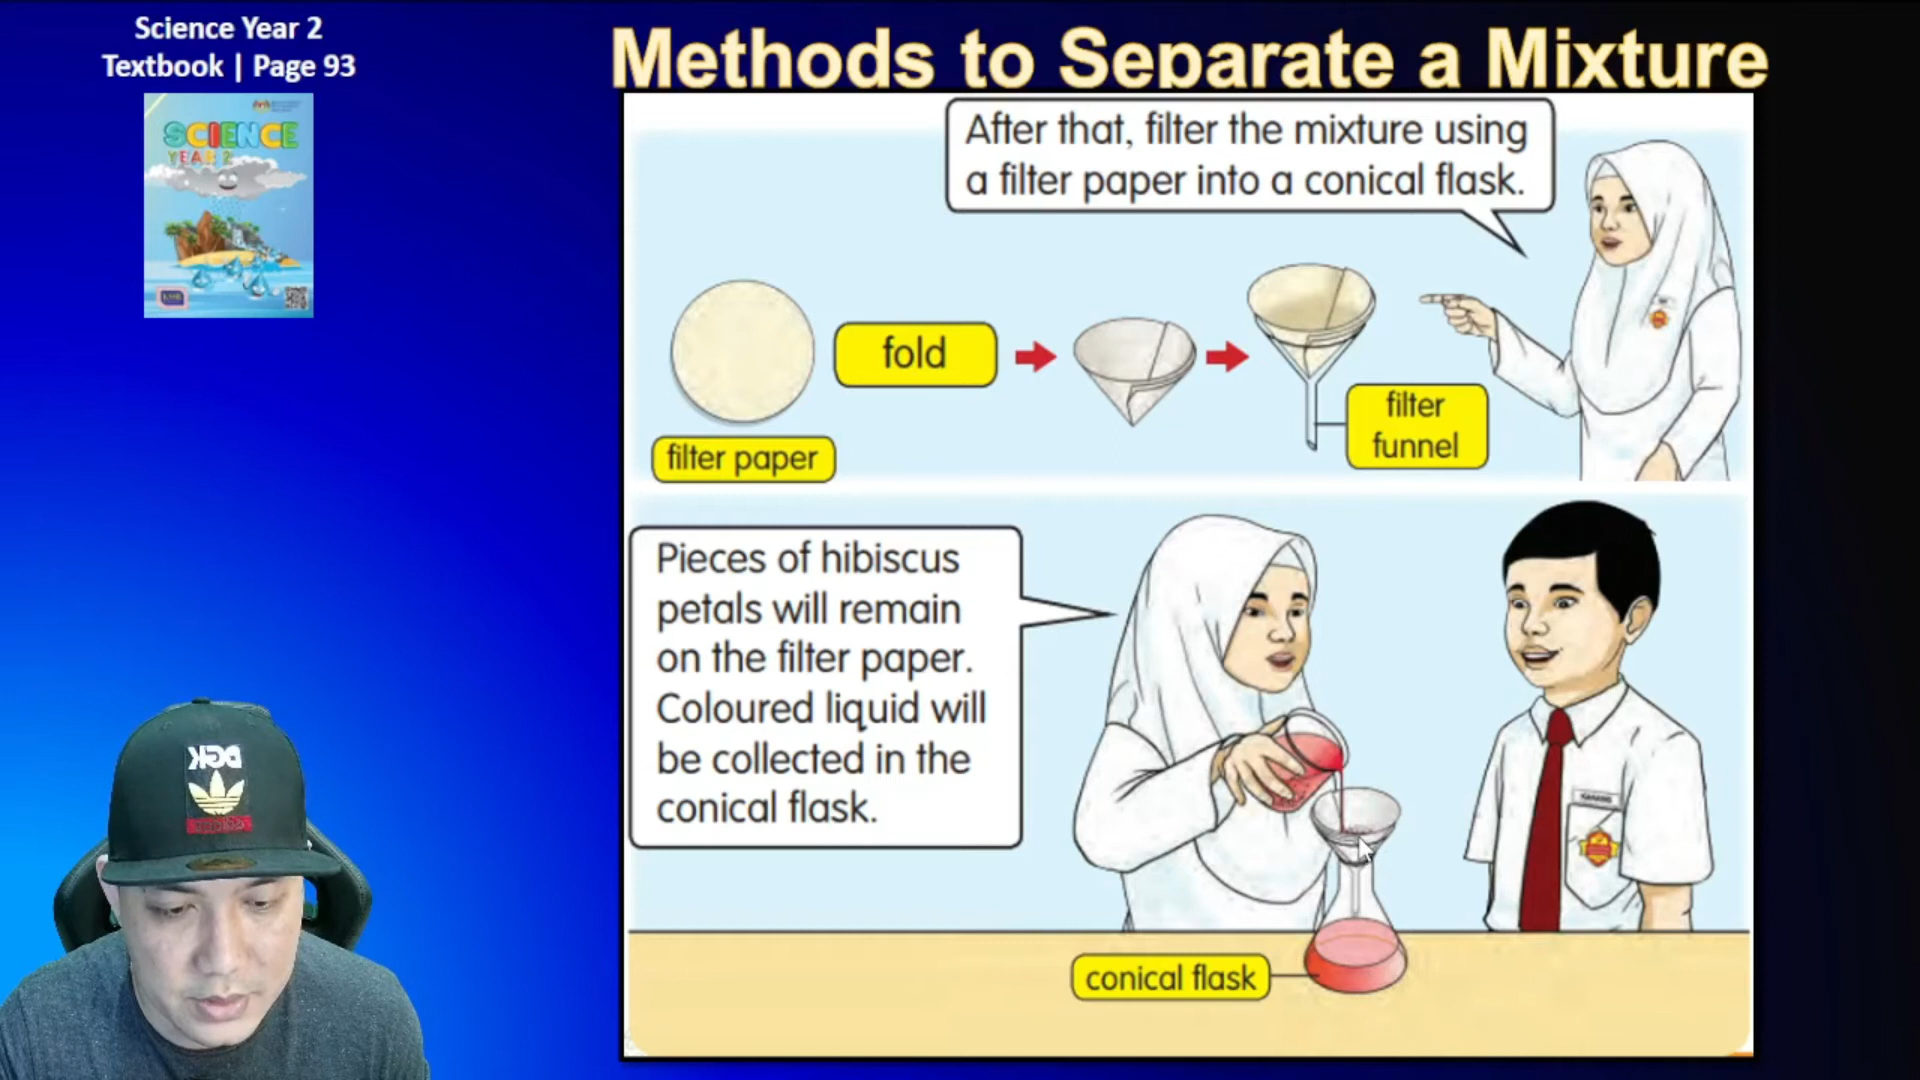 Science Year 2
Textbook | Page 93
SCIENCE
YEAR 2
Methods to Separate a Mixture
After that, filter the mixture using
a filter paper into a conical flask.
fold
filter paper
filter
funnel
Pieces of hibiscus
petals will remain
on the filter paper.
Coloured liquid will
be collected in the
conical flask.
conical flask
DGK